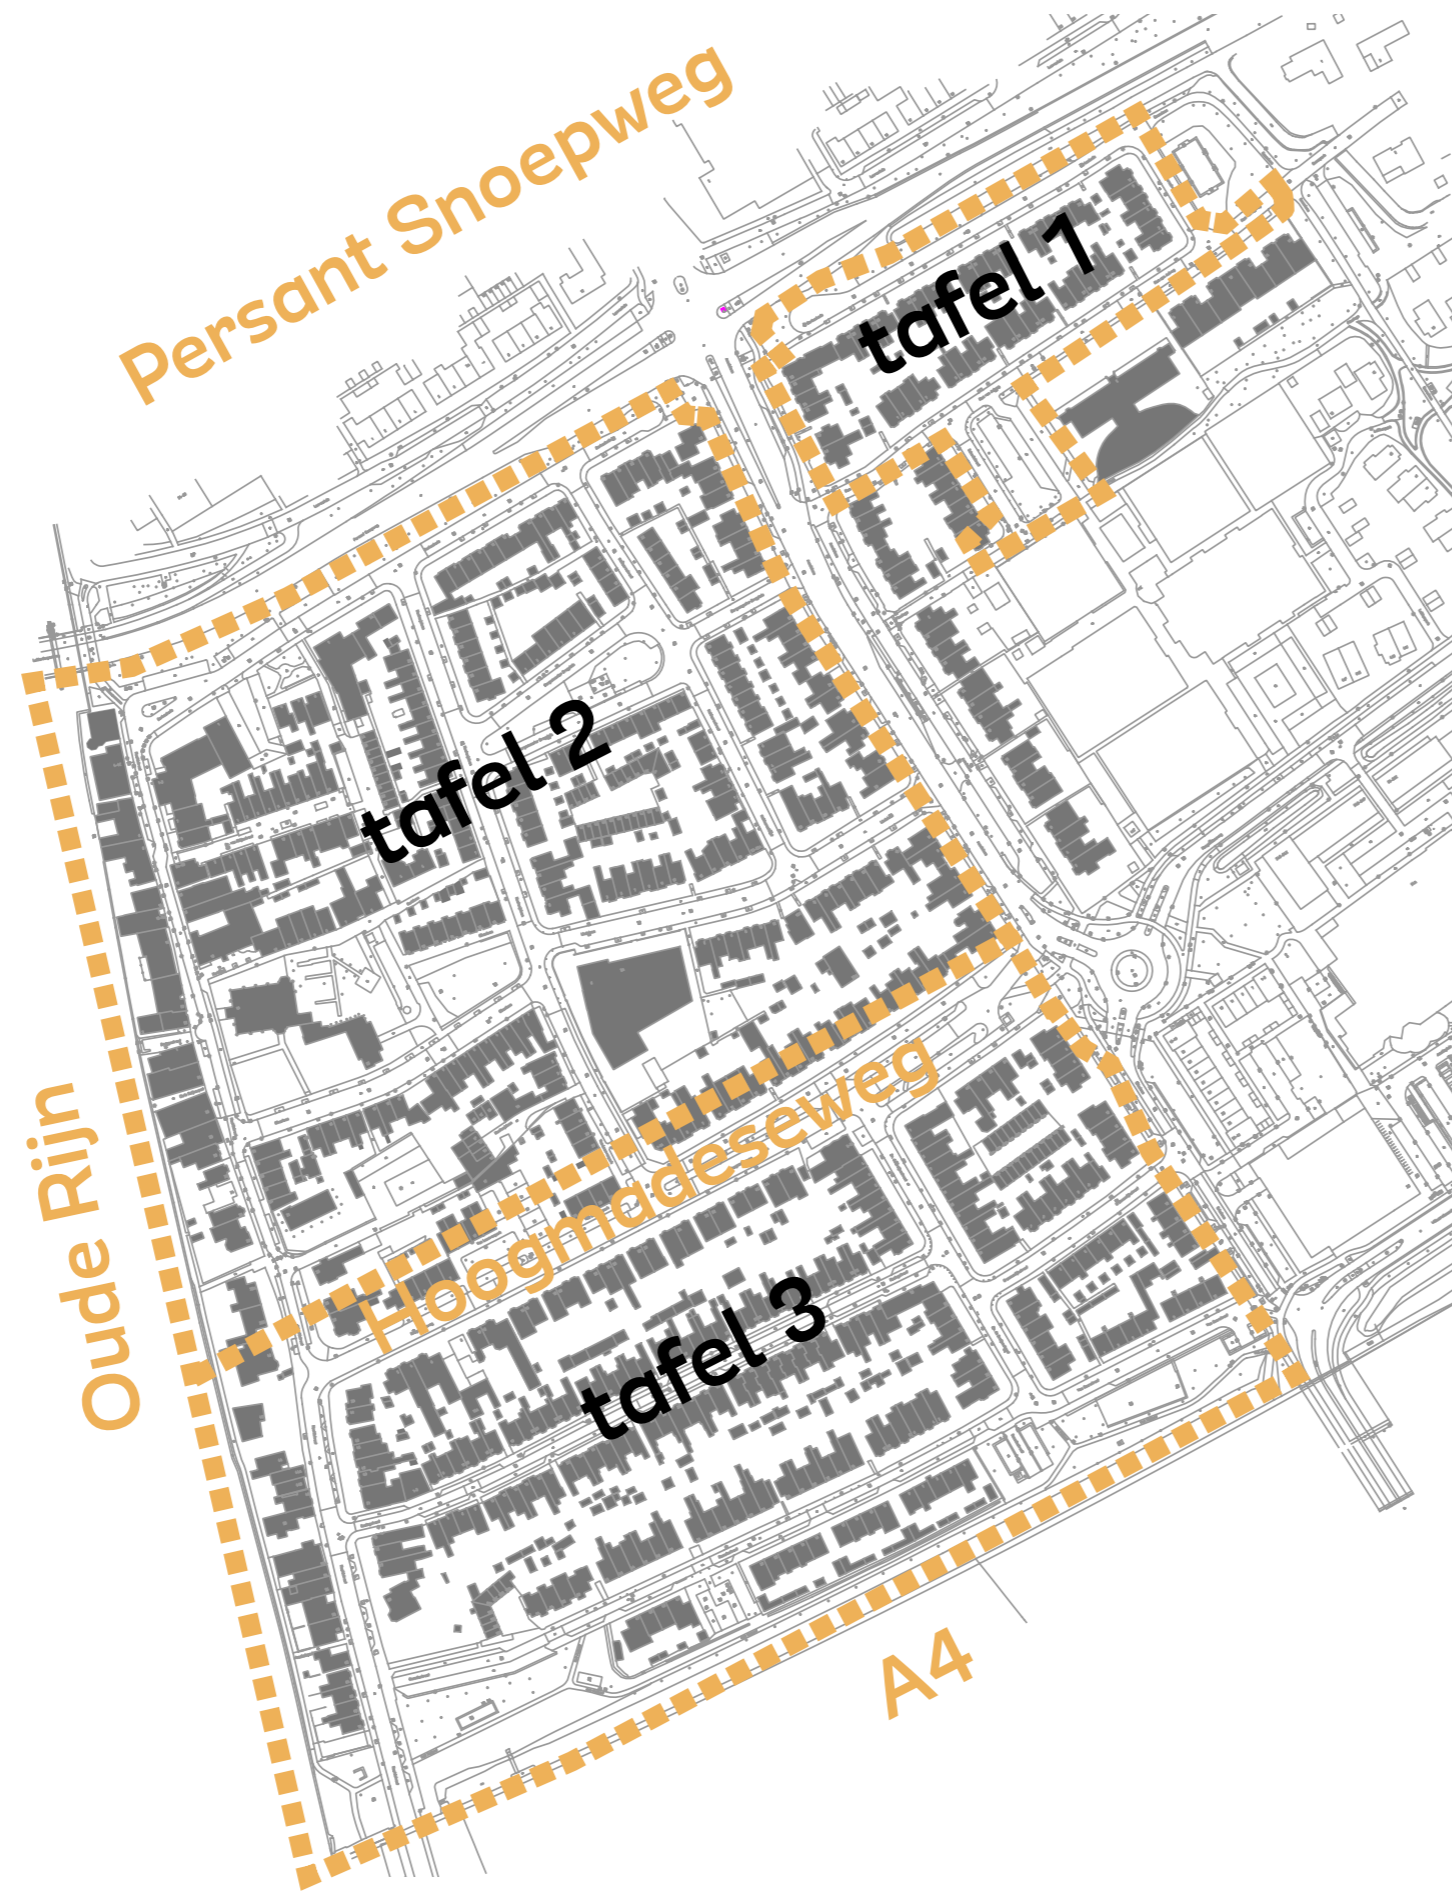 Persant Snoepweg
tafel 1
tafel 2
Hoogmadeseweg
Oude Rijn
tafel 3
A4